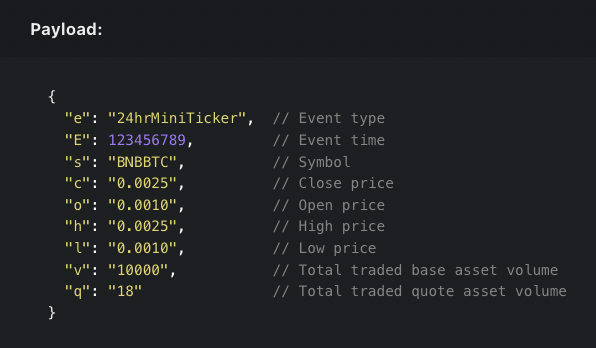 Payload:
{
  "e": "24hrMiniTicker",  // Event type
  "E": 123456789,         // Event time
  "s": "BNBBTC",          // Symbol
  "c": "0.0025",          // Close price
  "o": "0.0010",          // Open price
  "h": "0.0025",          // High price
  "l": "0.0010",          // Low price
  "v": "10000",           // Total traded base asset volume
  "q": "18"               // Total traded quote asset volume
}